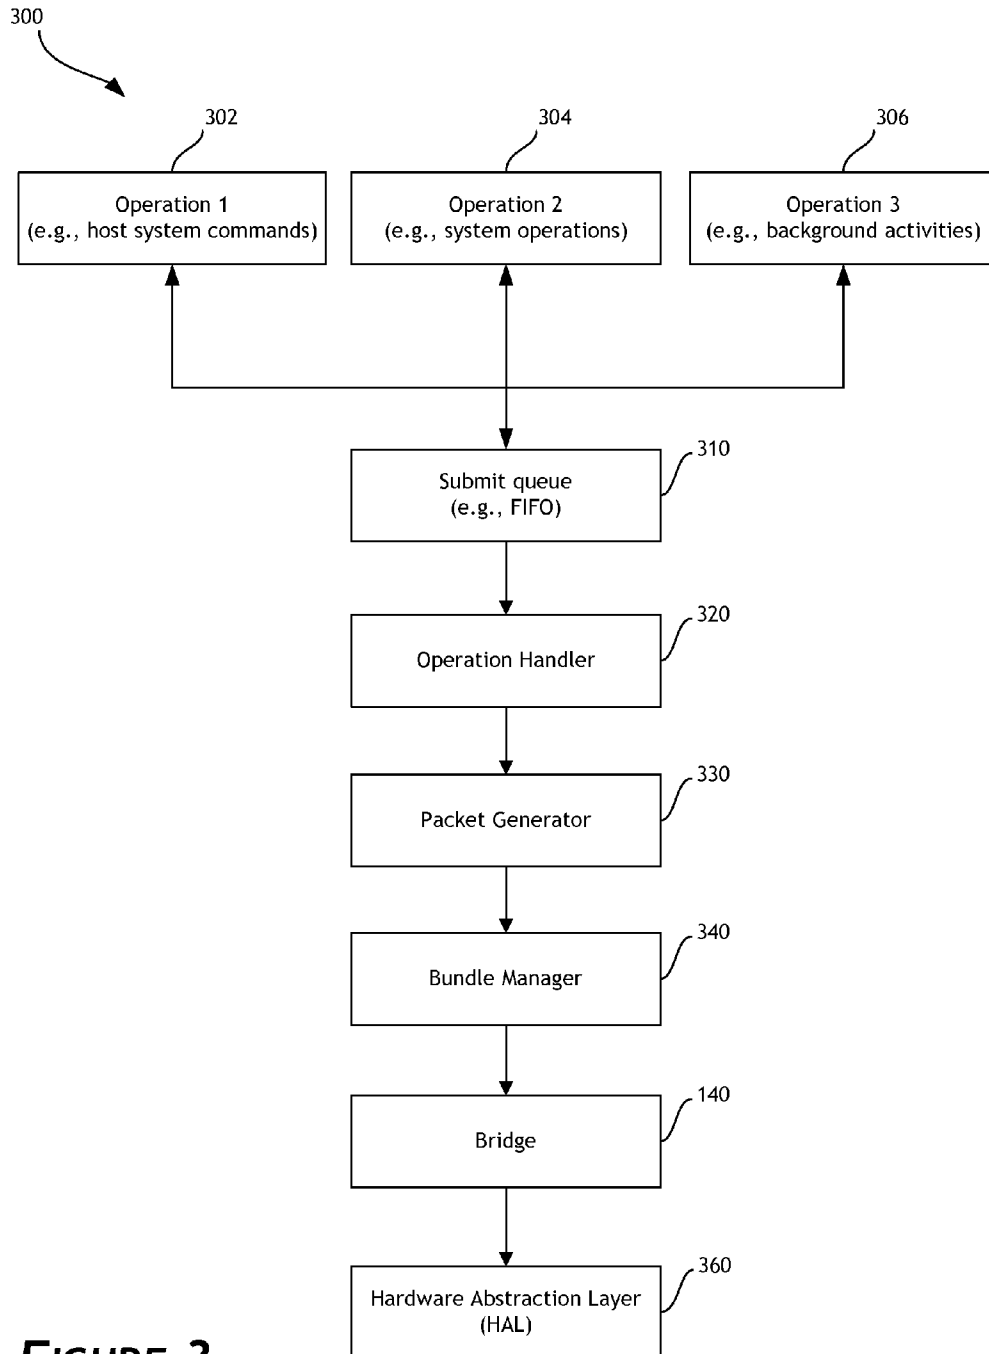 300
302
304
306
Operation 1
(e.g., host system commands)
Operation 2
(e.g., system operations)
Operation 3
(e.g., background activities)
310
Submit queue
(e.g., FIFO)
320
Operation Handler
330
Packet Generator
340
Bundle Manager
140
Bridge
360
Hardware Abstraction Layer
(HAL)
FIGURE